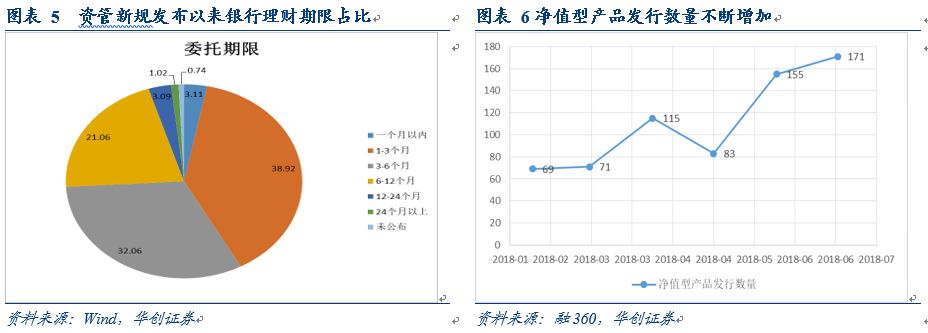 图表 5 资管新规发布以来银行理财期限占比
委托期限
0.74
1.02
3.11
3.09
21.06
38.92
32.06
一个月以内
1-3个月
3-6个月
6-12个月
12-24个月
24个月以上
未公布
资料来源：Wind，华创证券
图表 6 净值型产品发行数量不断增加
180
160
140
120
100
80
60
40
20
0
69
71
115
83
155
171
2018-01 2018-02 2018-03 2018-03 2018-04 2018-04 2018-05 2018-06 2018-06 2018-07
净值型产品发行数量
资料来源：融360，华创证券